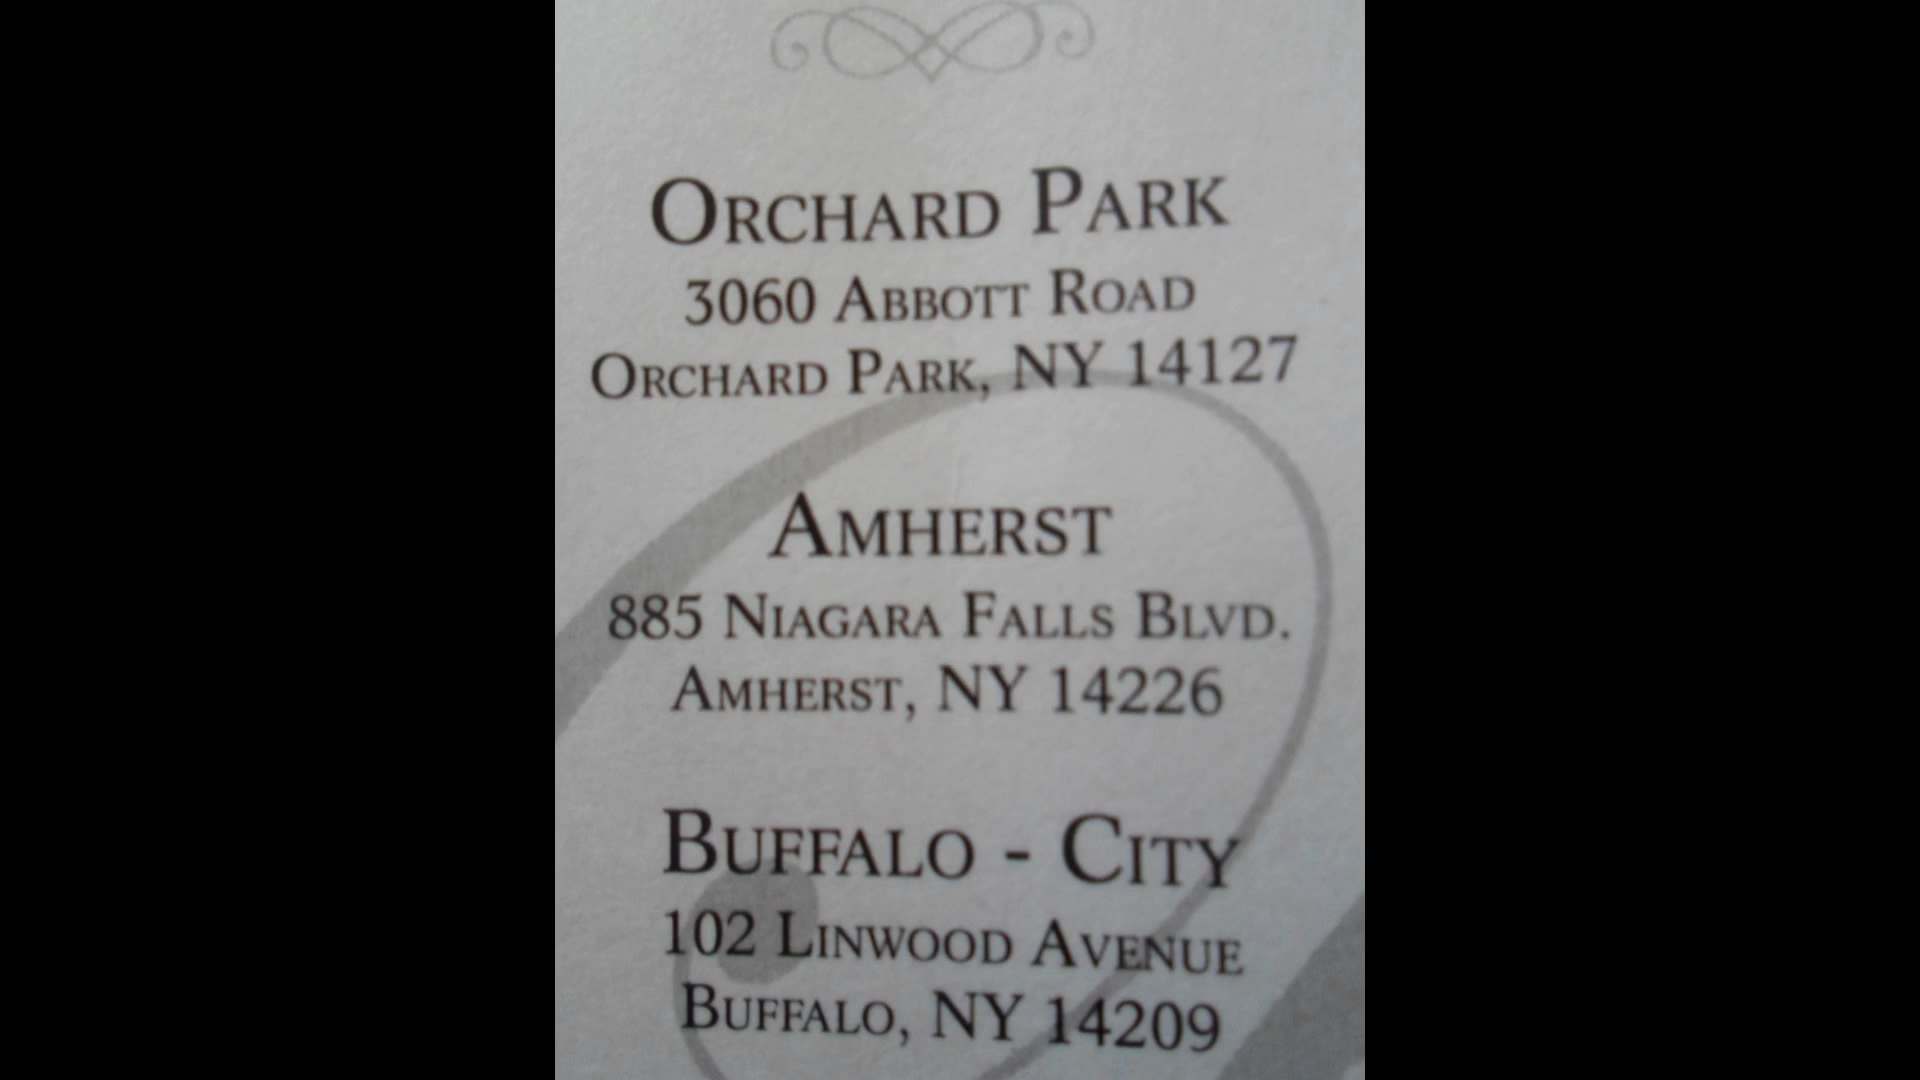 Orchard Park
3060 Abbott Road
Orchard Park, NY 14127
Amherst
885 Niagara Falls Blvd.
Amherst, NY 14226
Buffalo - City
102 Linwood Avenue
Buffalo, NY 14209